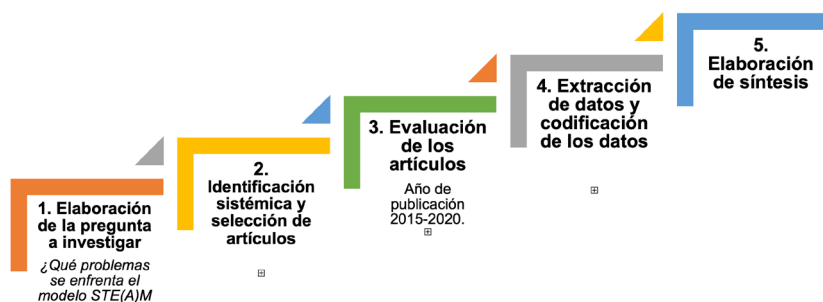 1. Elaboración
de la pregunta
a investigar
¿Qué problemas
se enfrenta el
modelo STE(A)M
2.
Identificación
sistémica y
selección de
artículos
3. Evaluación
de los
artículos
Año de
publicación
2015-2020.
4. Extracción
de datos y
codificación
de los datos
5.
Elaboración
de síntesis